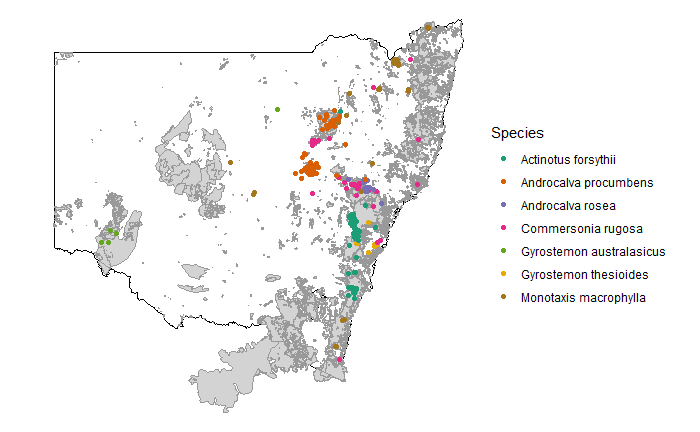 Species
Actinotus forsythii
Androcalva procumbens
Androcalva rosea
Commersonia rugosa
Gyrostemon australasicus
Gyrostemon thesioides
Monotaxis macrophylla